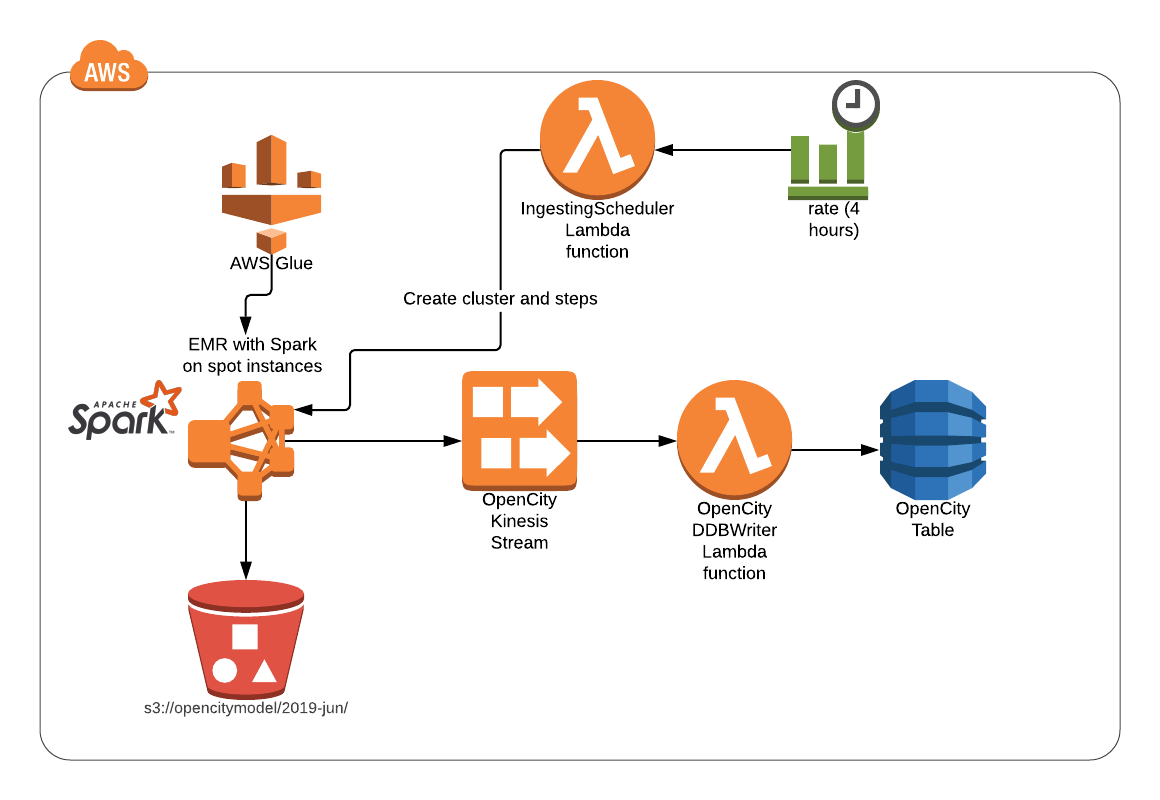 AWS
IngestingScheduler
Lambda
function
rate (4
hours)
AWS Glue
Create cluster and steps
EMR with Spark
on spot instances
APACHE
Spark™
OpenCity
Kinesis
Stream
OpenCity
DDBWriter
Lambda
function
OpenCity
Table
s3://opencitymodel/2019-jun/